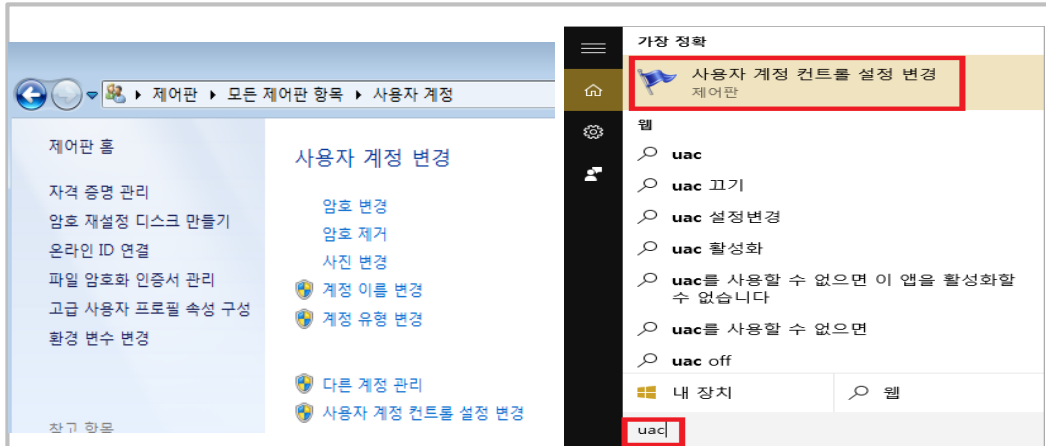 제어판 ▸ 모든 제어판 항목 ▸ 사용자 계정
제어판 홈
자격 증명 관리
암호 재설정 디스크 만들기
온라인 ID 연결
파일 암호화 인증서 관리
고급 사용자 프로필 속성 구성
환경 변수 변경
참고 항목
사용자 계정 변경
암호 변경
암호 제거
사진 변경
계정 이름 변경
계정 유형 변경
다른 계정 관리
사용자 계정 컨트롤 설정 변경
가장 정확
사용자 계정 컨트롤 설정 변경
제어판
웹
uac
uac 끄기
uac 설정변경
uac 활성화
uac를 사용할 수 없으면 이 앱을 활성화할
수 없습니다
uac를 사용할 수 없으면
uac off
내 장치
웹
uac